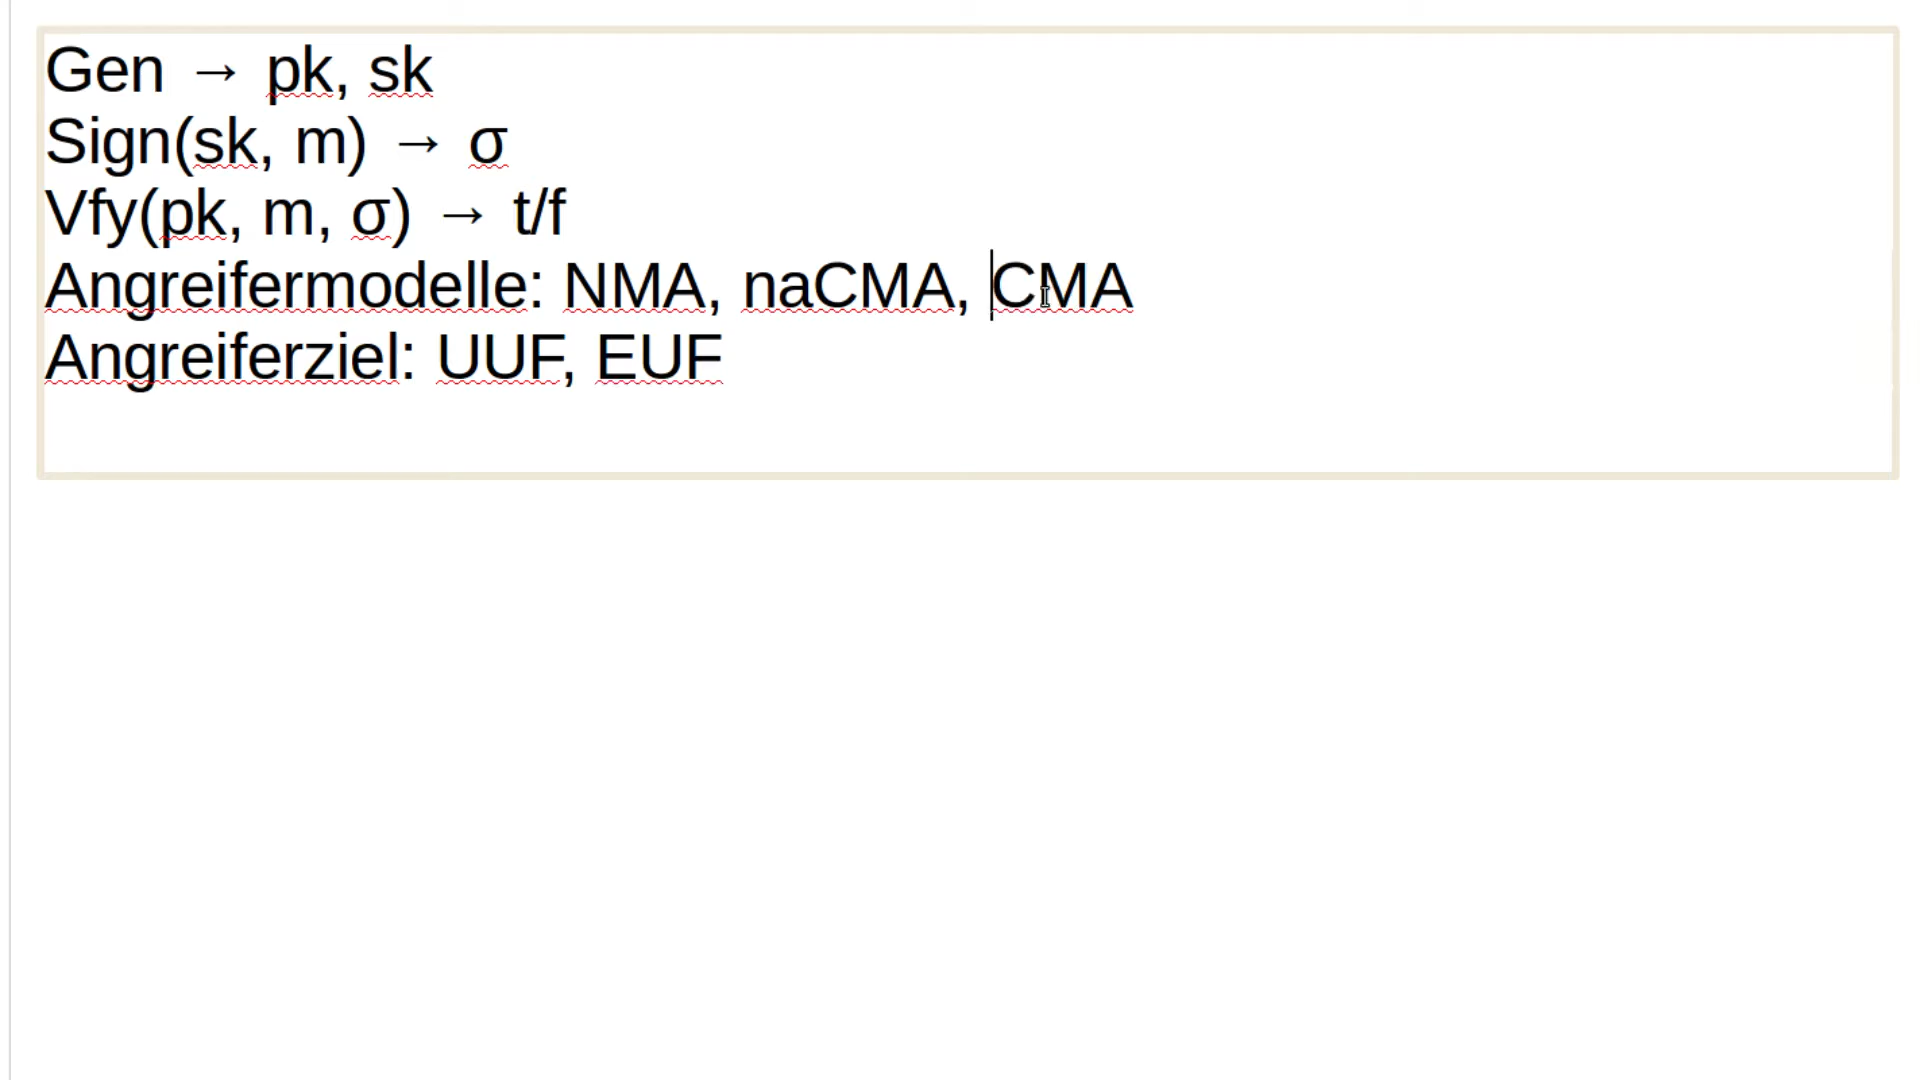 Gen → pk, sk
Sign(sk, m) → σ
Vfy(pk, m, σ) → t/f
Angreifermodelle: NMA, naCMA, CMA
Angreiferziel: UUF, EUF